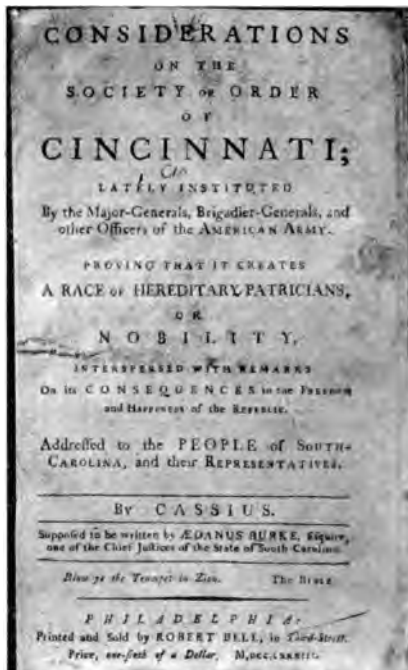 CONSIDERATIONS
ON THE
SOCIETY OR ORDER
OF
CINCINNATI;
LATELY INSTITUTED
By the Major-Generals, Brigadier-Generals, and
other Officers of the AMERICAN ARMY.
PROVING THAT IT CREATES
A RACE OF HEREDITARY PATRICIANS,
OR
NOBILITY.
INTERSPERSED WITH REMARKS
On its CONSEQUENCES to the FREEDOM
and HAPPINESS of the REPUBLIC.
Addreſſed to the PEOPLE of SOUTH-
CAROLINA, and their REPRESENTATIVES.
BY CASSIUS.
Suppoſed to be written by ÆDANUS BURKE, Eſquire,
one of the Chief Juſtices of the State of South Carolina.
Blow ye the Trumpet in Zion. THE BIBLE.
PHILADELPHIA:
Printed and Sold by ROBERT BELL, in Third-Street.
Price, one-ſixth of a Dollar, M,DCC,LXXXIII.